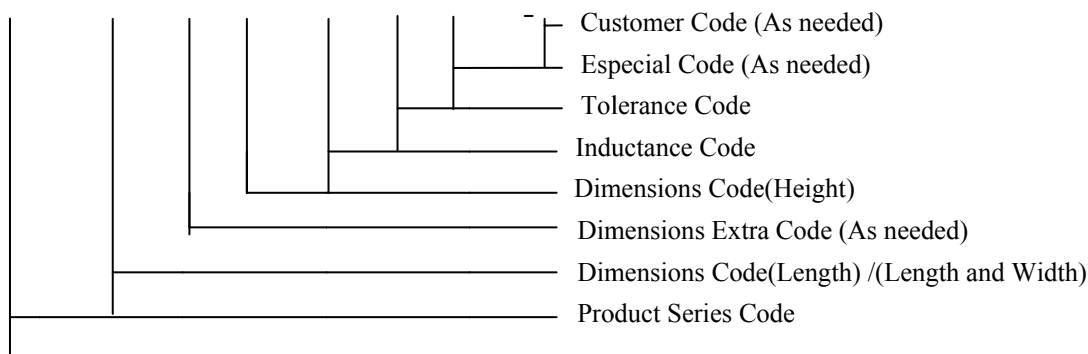 Customer Code (As needed)
Especial Code (As needed)
Tolerance Code
Inductance Code
Dimensions Code(Height)
Dimensions Extra Code (As needed)
Dimensions Code(Length) /(Length and Width)
Product Series Code